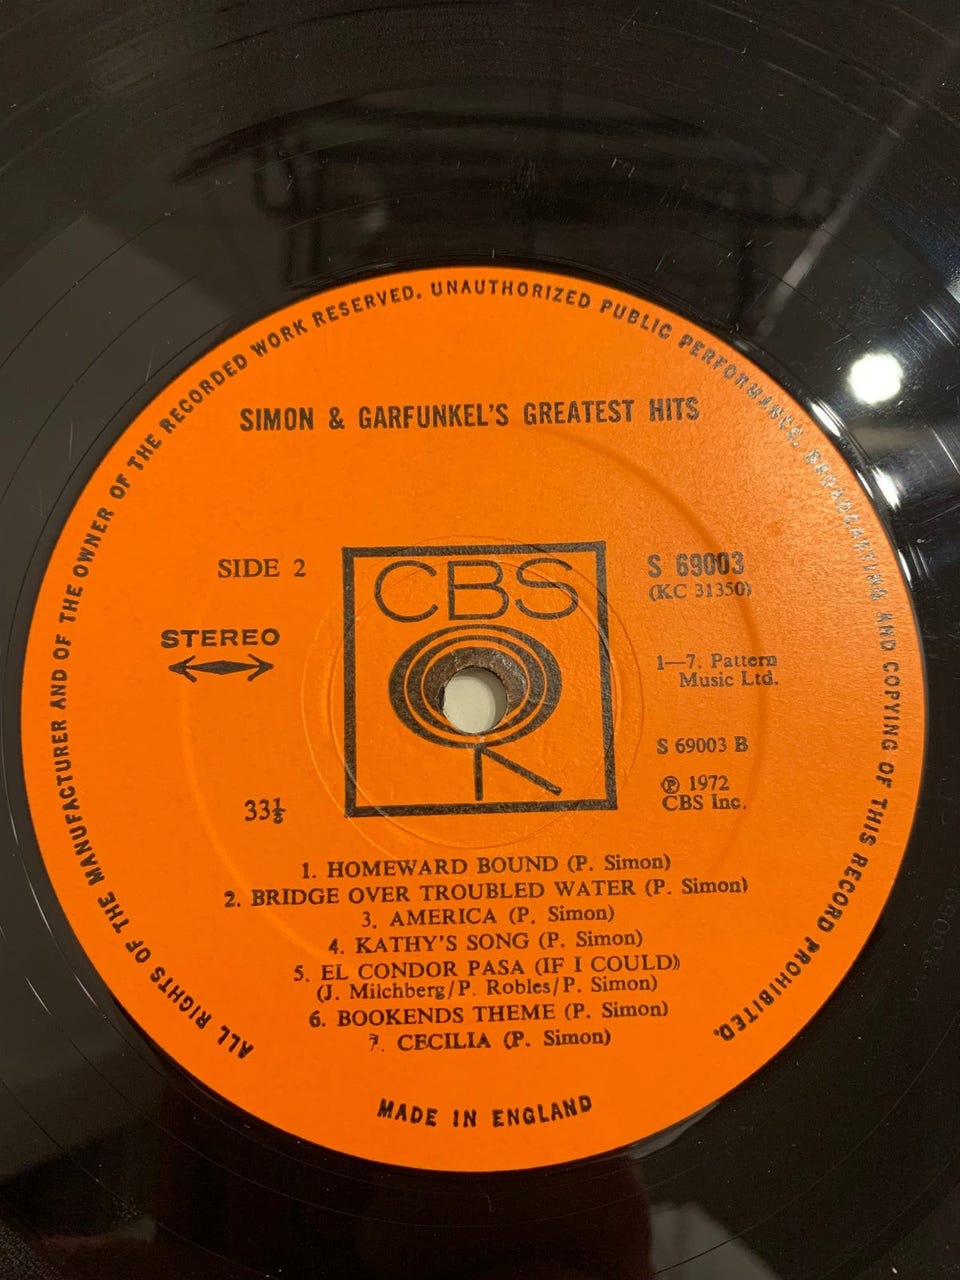 ALL RIGHTS OF THE MANUFACTURER AND OF THE OWNER OF THE RECORDED WORK RESERVED. UNAUTHORIZED PUBLIC PERFORMANCE, BROADCASTING AND COPYING OF THIS RECORD PROHIBITED.
SIMON & GARFUNKEL'S GREATEST HITS
SIDE 2
STEREO
33⅓
CBS
S 69003
(KC 31350)
1—7. Pattern
Music Ltd.
S 69003 B
℗ 1972
CBS Inc.
1. HOMEWARD BOUND (P. Simon)
2. BRIDGE OVER TROUBLED WATER (P. Simon)
3. AMERICA (P. Simon)
4. KATHY'S SONG (P. Simon)
5. EL CONDOR PASA (IF I COULD)
(J. Milchberg/P. Robles/P. Simon)
6. BOOKENDS THEME (P. Simon)
7. CECILIA (P. Simon)
MADE IN ENGLAND